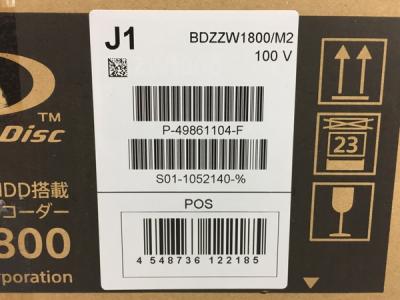 J1
BDZZW1800/M2
100 V
P-49861104-F
S01-1052140-%
POS
4 548736 122185
TM
Disc
HDD搭載
コーダー
800
orporation
23